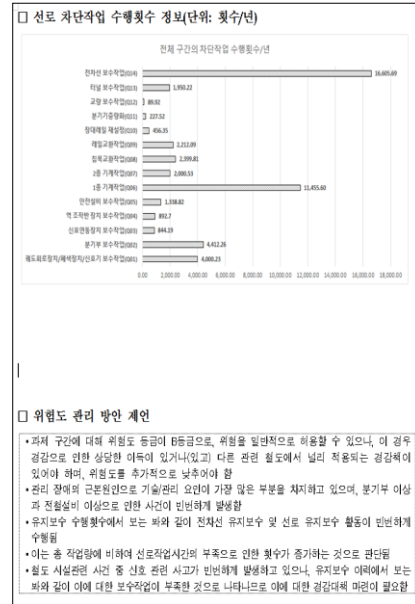 □ 선로 차단작업 수행횟수 정보(단위: 횟수/년)
전체 구간의 차단작업 수행횟수/년
전차선 보수작업(Q14) 16,605.69
터널 보수작업(Q13) 1,950.22
교량 보수작업(Q12) 89.92
분기기중량화(Q11) 227.52
장대레일 재설정(Q10) 456.35
레일교환작업(Q09) 2,212.09
침목교환작업(Q08) 2,399.81
2종 기계작업(Q07) 2,000.53
1종 기계작업(Q06) 11,455.60
안전설비 보수작업(Q05) 1,338.82
역 조작반 장치 보수작업(Q04) 892.7
신호연동장치 보수작업(Q03) 844.19
분기부 보수작업(Q02) 4,412.26
궤도회로장치/폐색장치/신호기 보수작업(Q01) 4,000.25
0.00 2,000.00 4,000.00 6,000.00 8,000.00 10,000.00 12,000.00 14,000.00 16,000.00 18,000.00
□ 위험도 관리 방안 제언
• 과제 구간에 대해 위험도 등급이 B등급으로, 위험을 일반적으로 허용할 수 있으나, 이 경우
경감으로 인한 상당한 이득이 있거나(있고) 다른 관련 철도에서 널리 적용되는 경감책이
있어야 하며, 위험도를 추가적으로 낮추어야 함
• 관리 장애의 근본원인으로 기술/관리 요인에 가장 많은 부분을 차지하고 있으며, 분기부 이상
과 전철설비 이상으로 인한 사건이 빈번하게 발생함
• 유지보수 수행횟수에서 보는 봐와 같이 전차선 유지보수 및 선로 유지보수 활동이 빈번하게
수행됨
• 이는 총 작업량에 비하여 선로작업시간의 부족으로 인한 횟수가 증가하는 것으로 판단됨
• 철도 시설관련 사건 중 신호 관련 사고가 빈번하게 발생하고 있으나, 유지보수 이력에서 보는
봐와 같이 이에 대한 보수작업이 부족한 것으로 나타나므로 이에 대한 경감대책 마련이 필요함